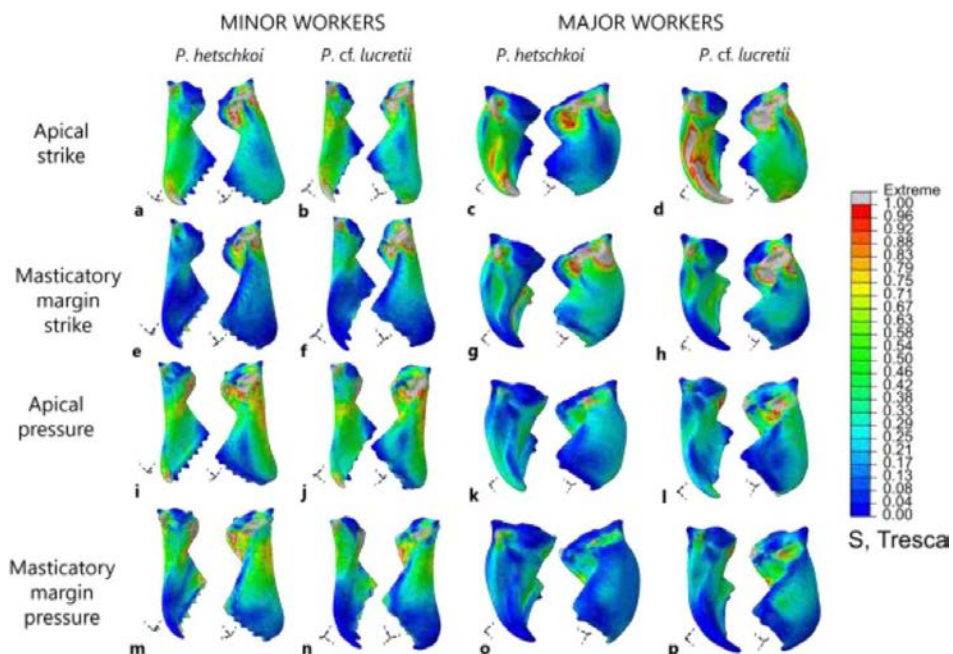 MINOR WORKERS MAJOR WORKERS
P. hetschkoi P. cf. lucretii P. hetschkoi P. cf. lucretii
Apical
strike
a b c d
Masticatory
margin
strike
e f g h
Apical
pressure
i j k l
Masticatory
margin
pressure
m n o p
Extreme
1.00
0.96
0.92
0.88
0.83
0.79
0.75
0.71
0.67
0.63
0.58
0.54
0.50
0.46
0.42
0.38
0.33
0.29
0.25
0.21
0.17
0.13
0.08
0.04
0.00
S, Tresca